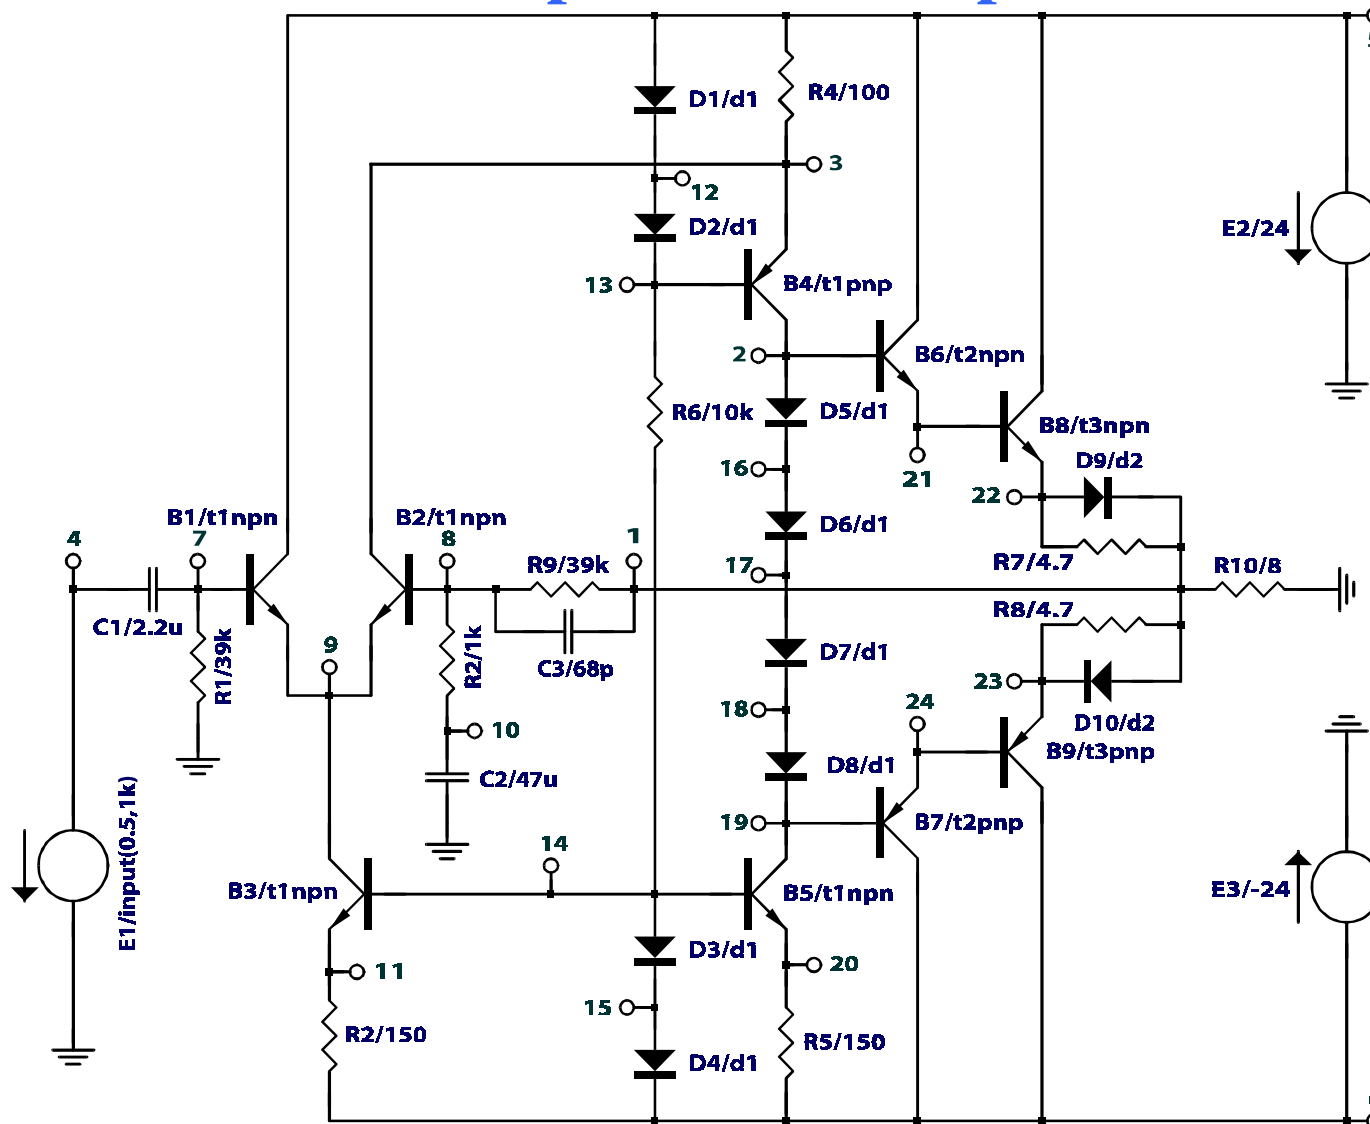 D1/d1
R4/100
3
12
D2/d1
E2/24
13
B4/t1pnp
2
B6/t2npn
R6/10k
D5/d1
B8/t3npn
D9/d2
16
21
22
B1/t1npn
B2/t1npn
D6/d1
4
7
8
1
R9/39k
17
R7/4.7
R10/8
R8/4.7
C1/2.2u
R1/39k
9
R2/1k
C3/68p
D7/d1
23
18
24
D10/d2
10
B9/t3pnp
C2/47u
D8/d1
E1/input(0.5,1k)
19
B7/t2pnp
14
B3/t1npn
B5/t1npn
E3/-24
D3/d1
20
11
15
R2/150
R5/150
D4/d1